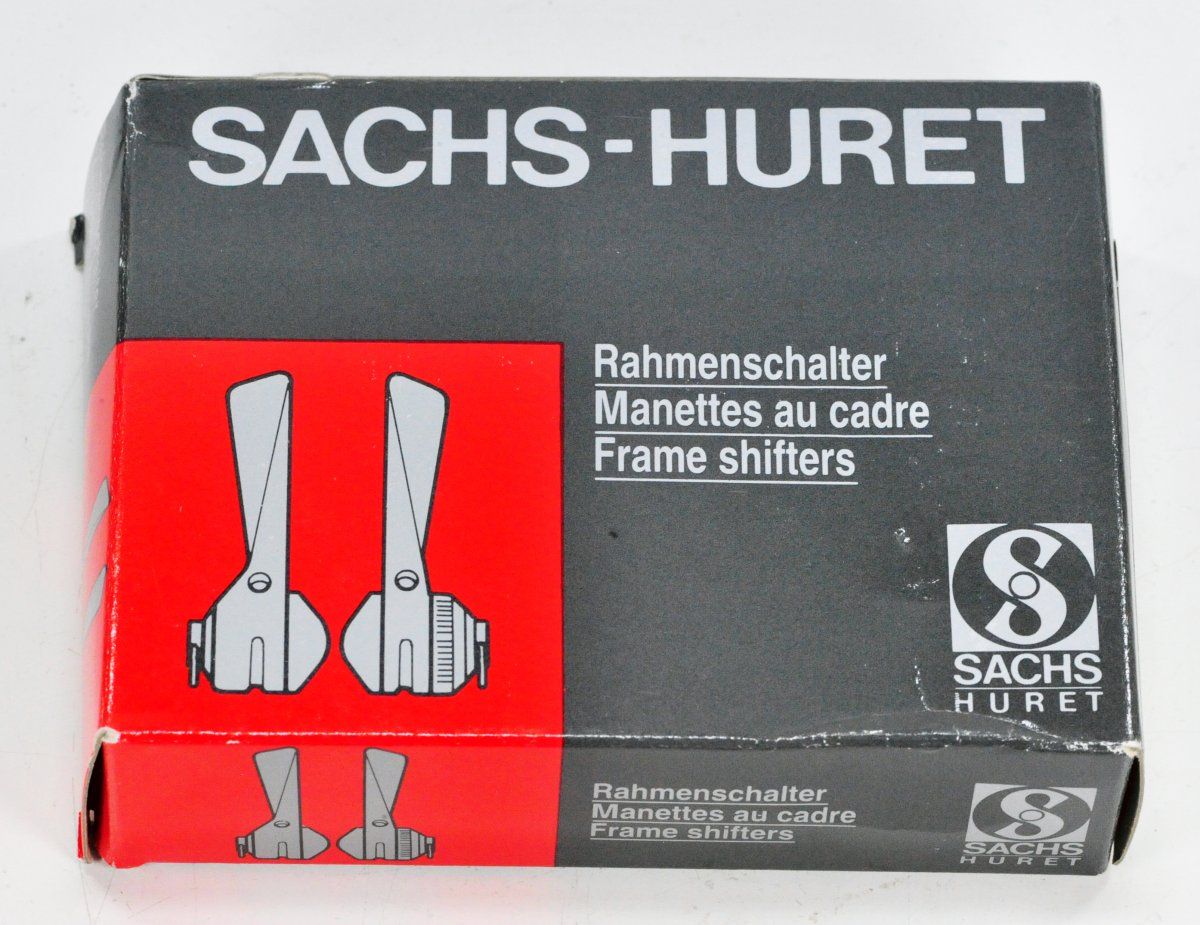 SACHS-HURET
Rahmenschalter
Manettes au cadre
Frame shifters
S
SACHS
HURET
Rahmenschalter
Manettes au cadre
Frame shifters
S
SACHS
HURET